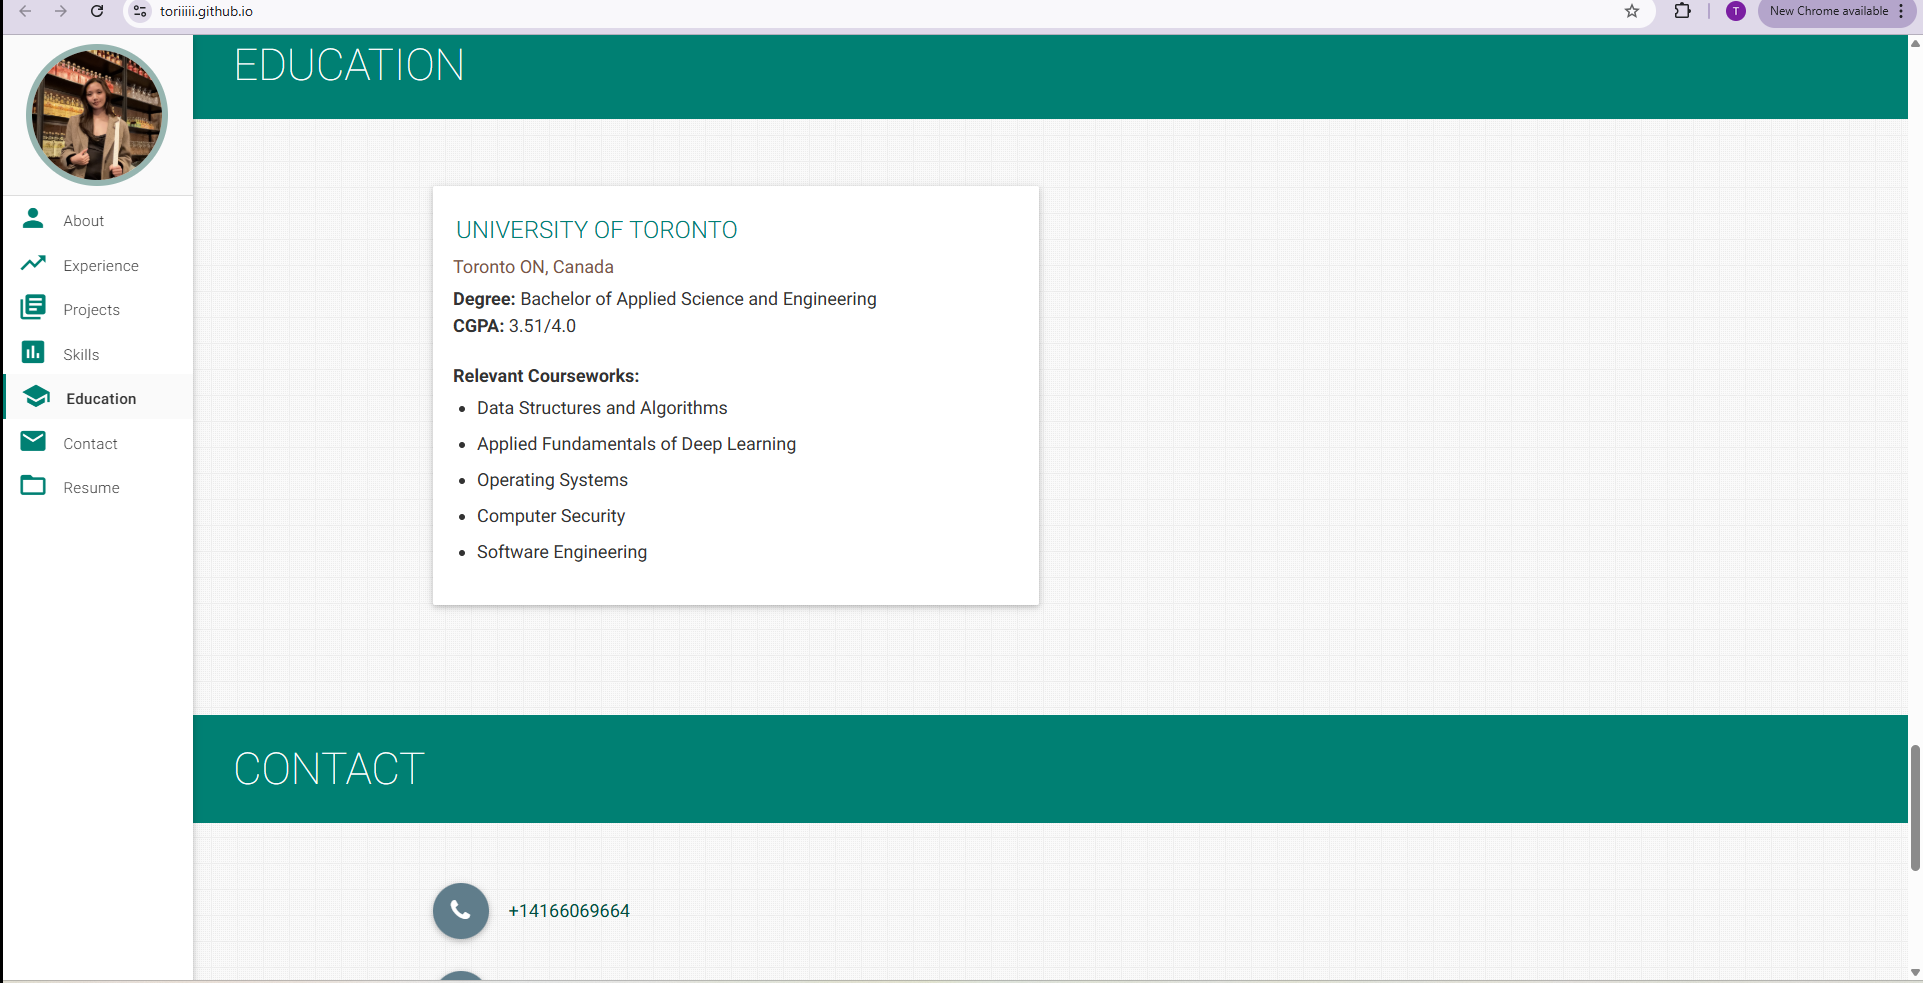 toriiiii.github.io
T
New Chrome available
About
Experience
Projects
Skills
Education
Contact
Resume
EDUCATION
UNIVERSITY OF TORONTO
Toronto ON, Canada
Degree: Bachelor of Applied Science and Engineering
CGPA: 3.51/4.0
Relevant Courseworks:
Data Structures and Algorithms
Applied Fundamentals of Deep Learning
Operating Systems
Computer Security
Software Engineering
CONTACT
+14166069664